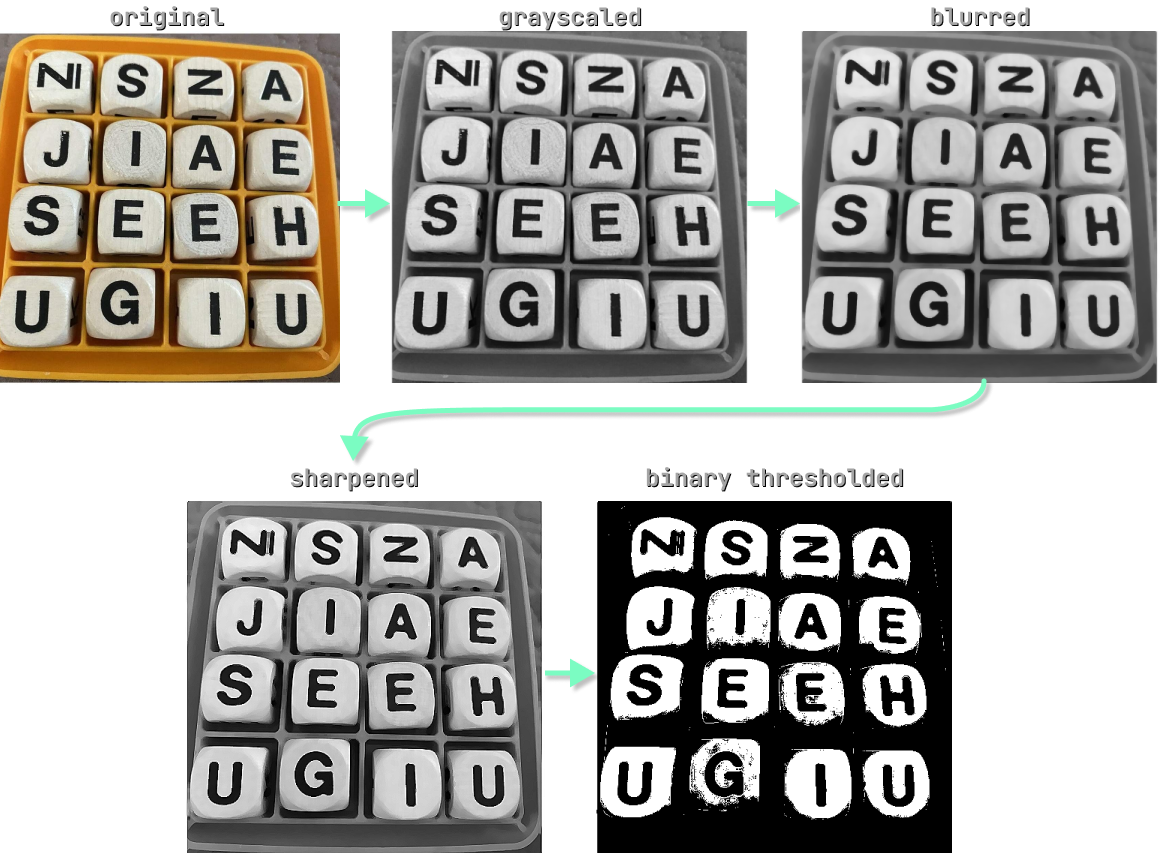 original grayscaled blurred
N S Z A N S Z A N S Z A
J I A E J I A E J I A E
S E E H S E E H S E E H
U G I U U G I U U G I U
sharpened binary thresholded
N S Z A N S Z A
J I A E J I A E
S E E H S E E H
U G I U U G I U